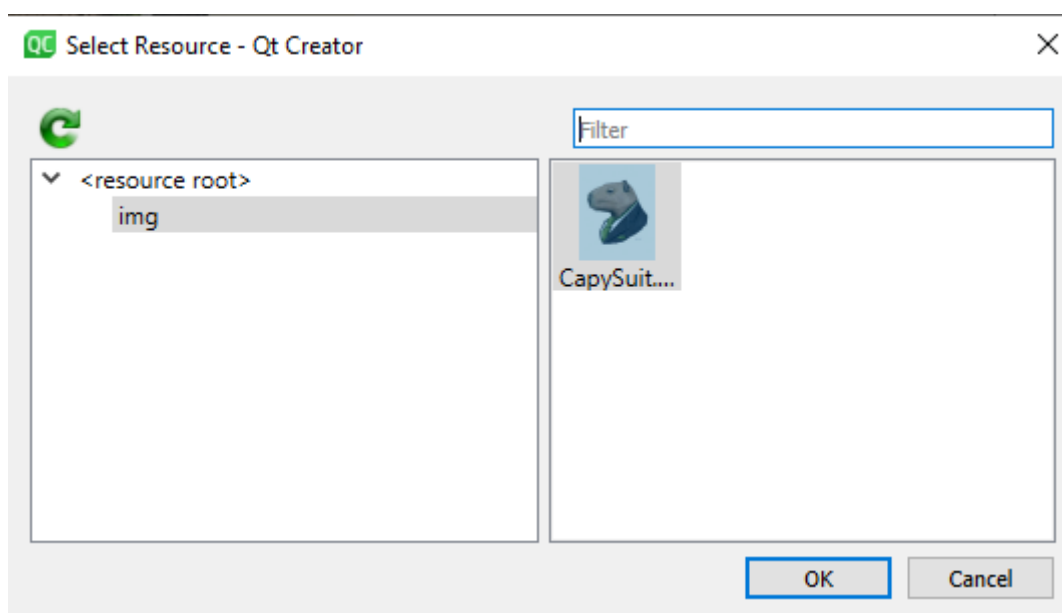 QC Select Resource - Qt Creator
Filter
<resource root>
img
CapySuit....
OK
Cancel